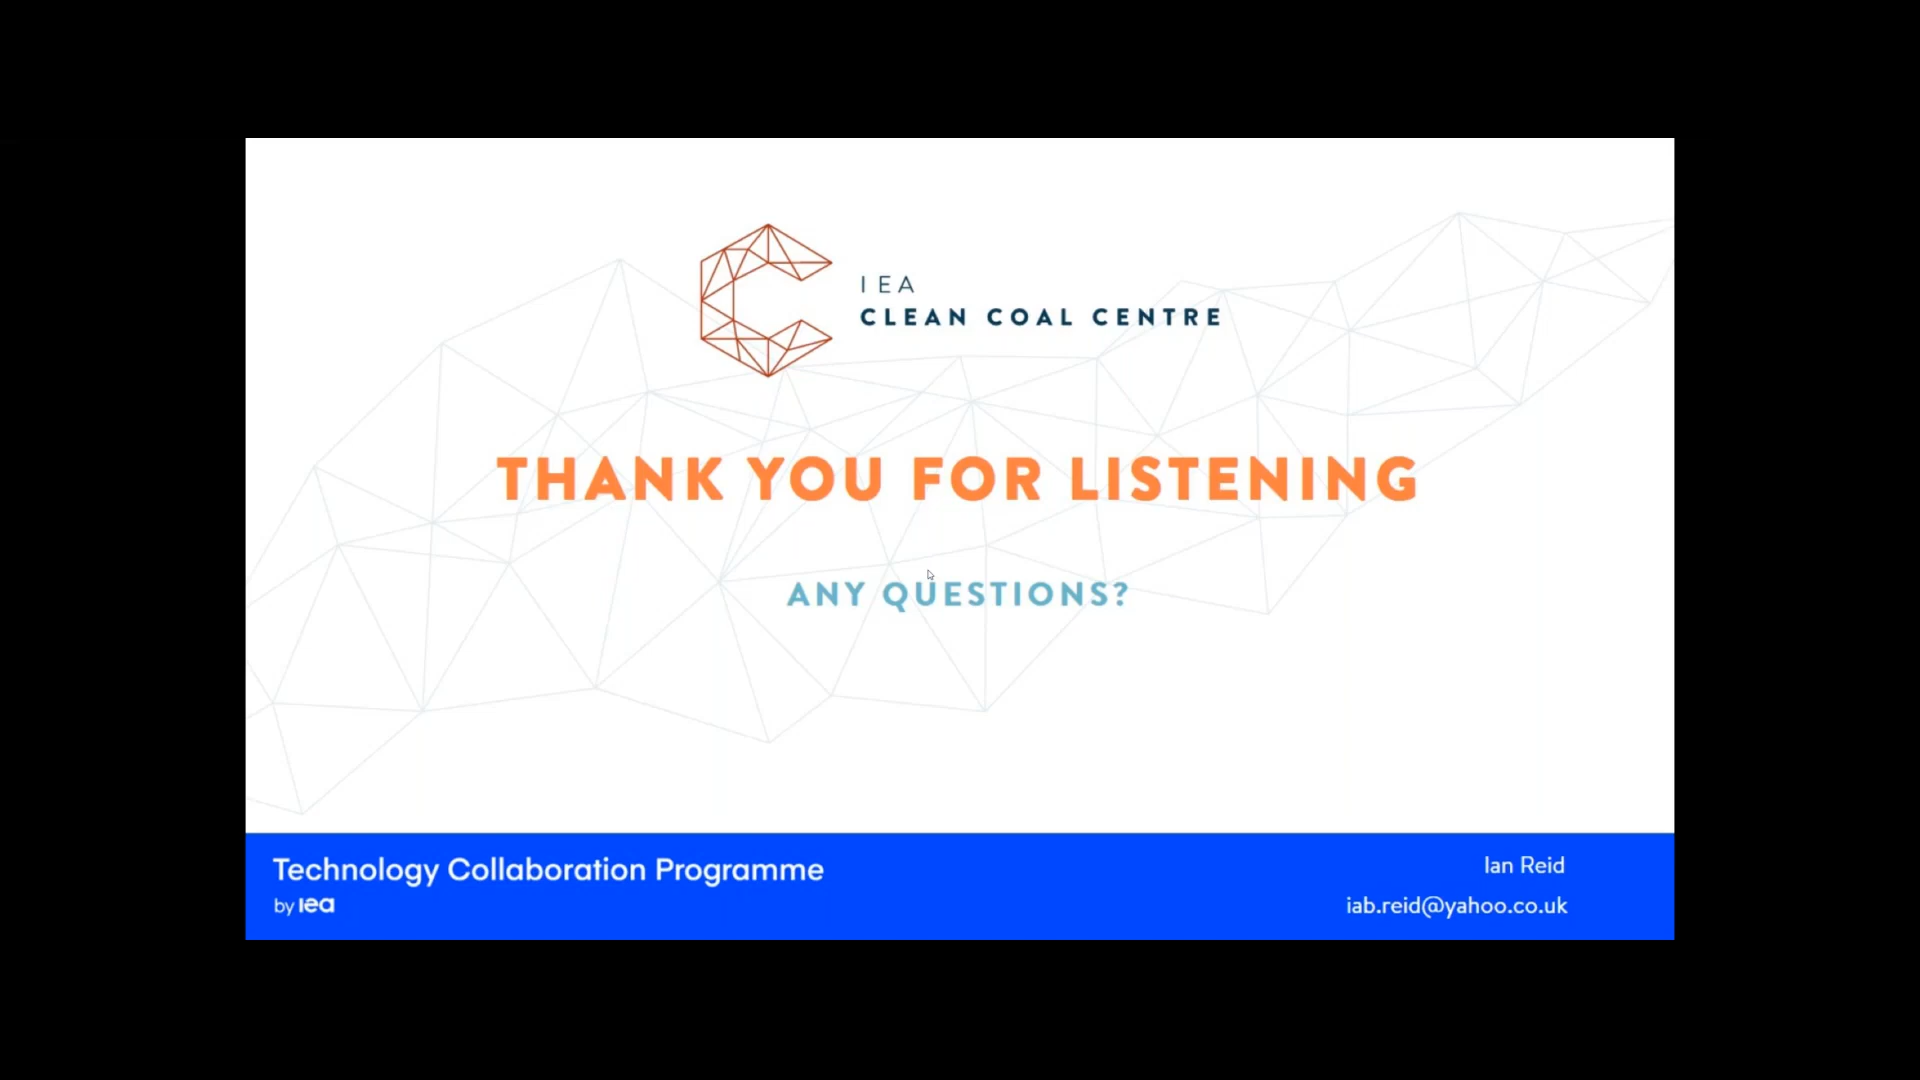 IEA
CLEAN COAL CENTRE
THANK YOU FOR LISTENING
ANY QUESTIONS?
Technology Collaboration Programme
by iea
Ian Reid
iab.reid@yahoo.co.uk